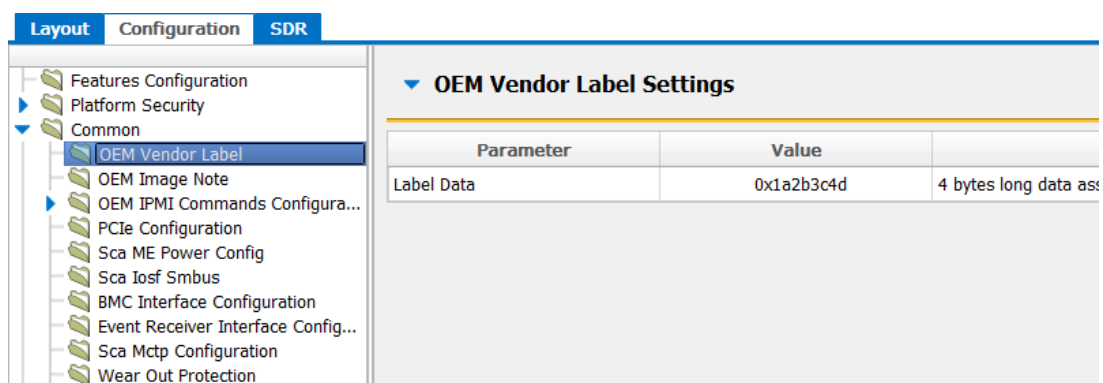 Layout Configuration SDR
Features Configuration
Platform Security
Common
OEM Vendor Label
OEM Image Note
OEM IPMI Commands Configura...
PCIe Configuration
Sca ME Power Config
Sca Iosf Smbus
BMC Interface Configuration
Event Receiver Interface Config...
Sca Mctp Configuration
Wear Out Protection
OEM Vendor Label Settings
Parameter Value
Label Data 0x1a2b3c4d 4 bytes long data ass